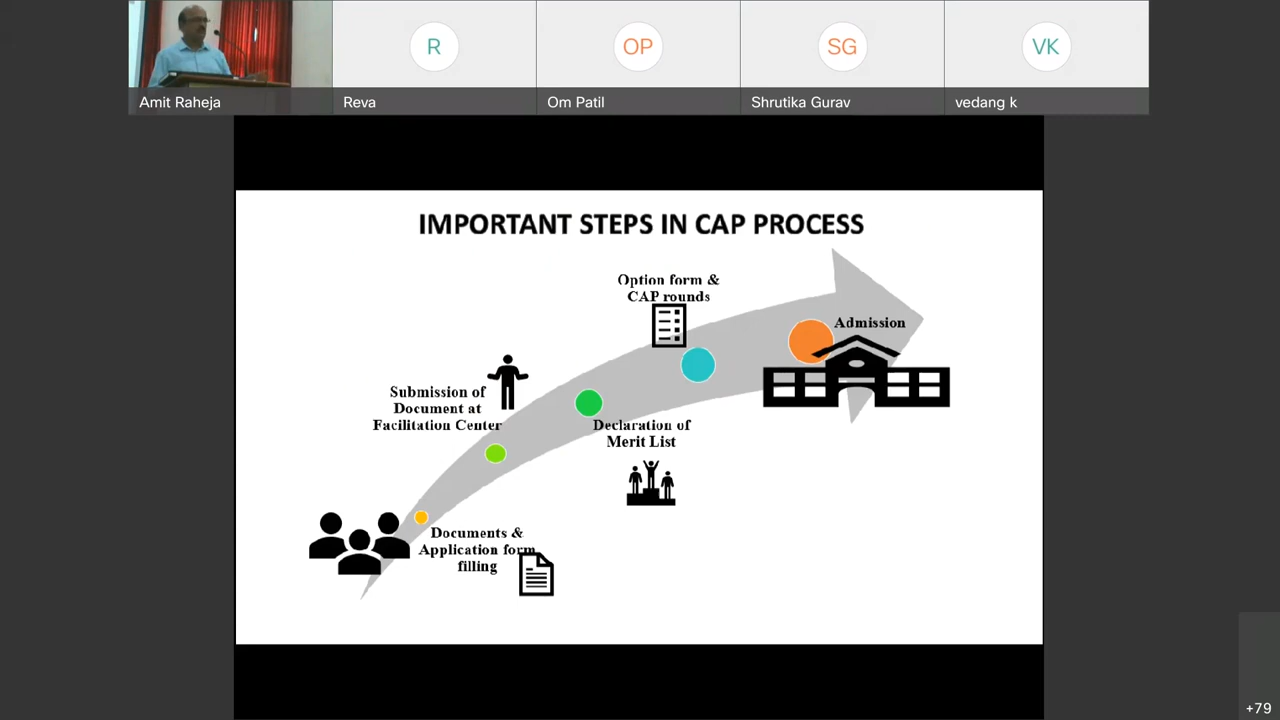 R
OP
SG
VK
Amit Raheja
Reva
Om Patil
Shrutika Gurav
vedang k
IMPORTANT STEPS IN CAP PROCESS
Option form &
CAP rounds
Admission
Submission of
Document at
Facilitation Center
Declaration of
Merit List
Documents &
Application form
filling
+79